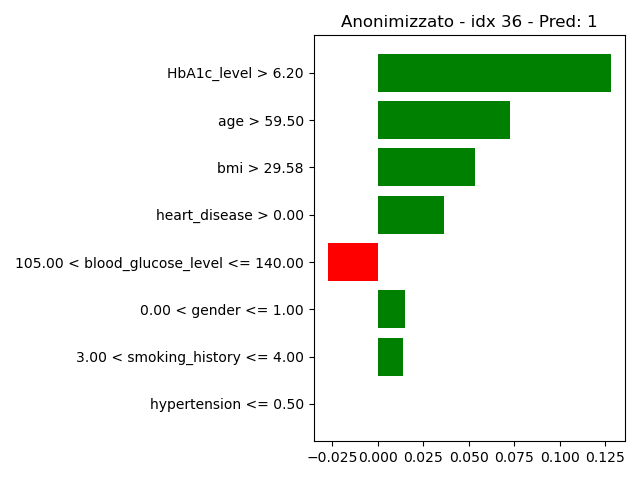 Anonimizzato - idx 36 - Pred: 1
HbA1c_level > 6.20
age > 59.50
bmi > 29.58
heart_disease > 0.00
105.00 < blood_glucose_level <= 140.00
0.00 < gender <= 1.00
3.00 < smoking_history <= 4.00
hypertension <= 0.50
−0.025 0.000 0.025 0.050 0.075 0.100 0.125